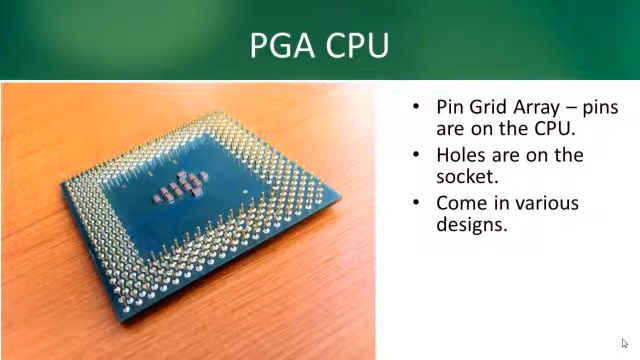 PGA CPU
• Pin Grid Array – pins
are on the CPU.
• Holes are on the
socket.
• Come in various
designs.